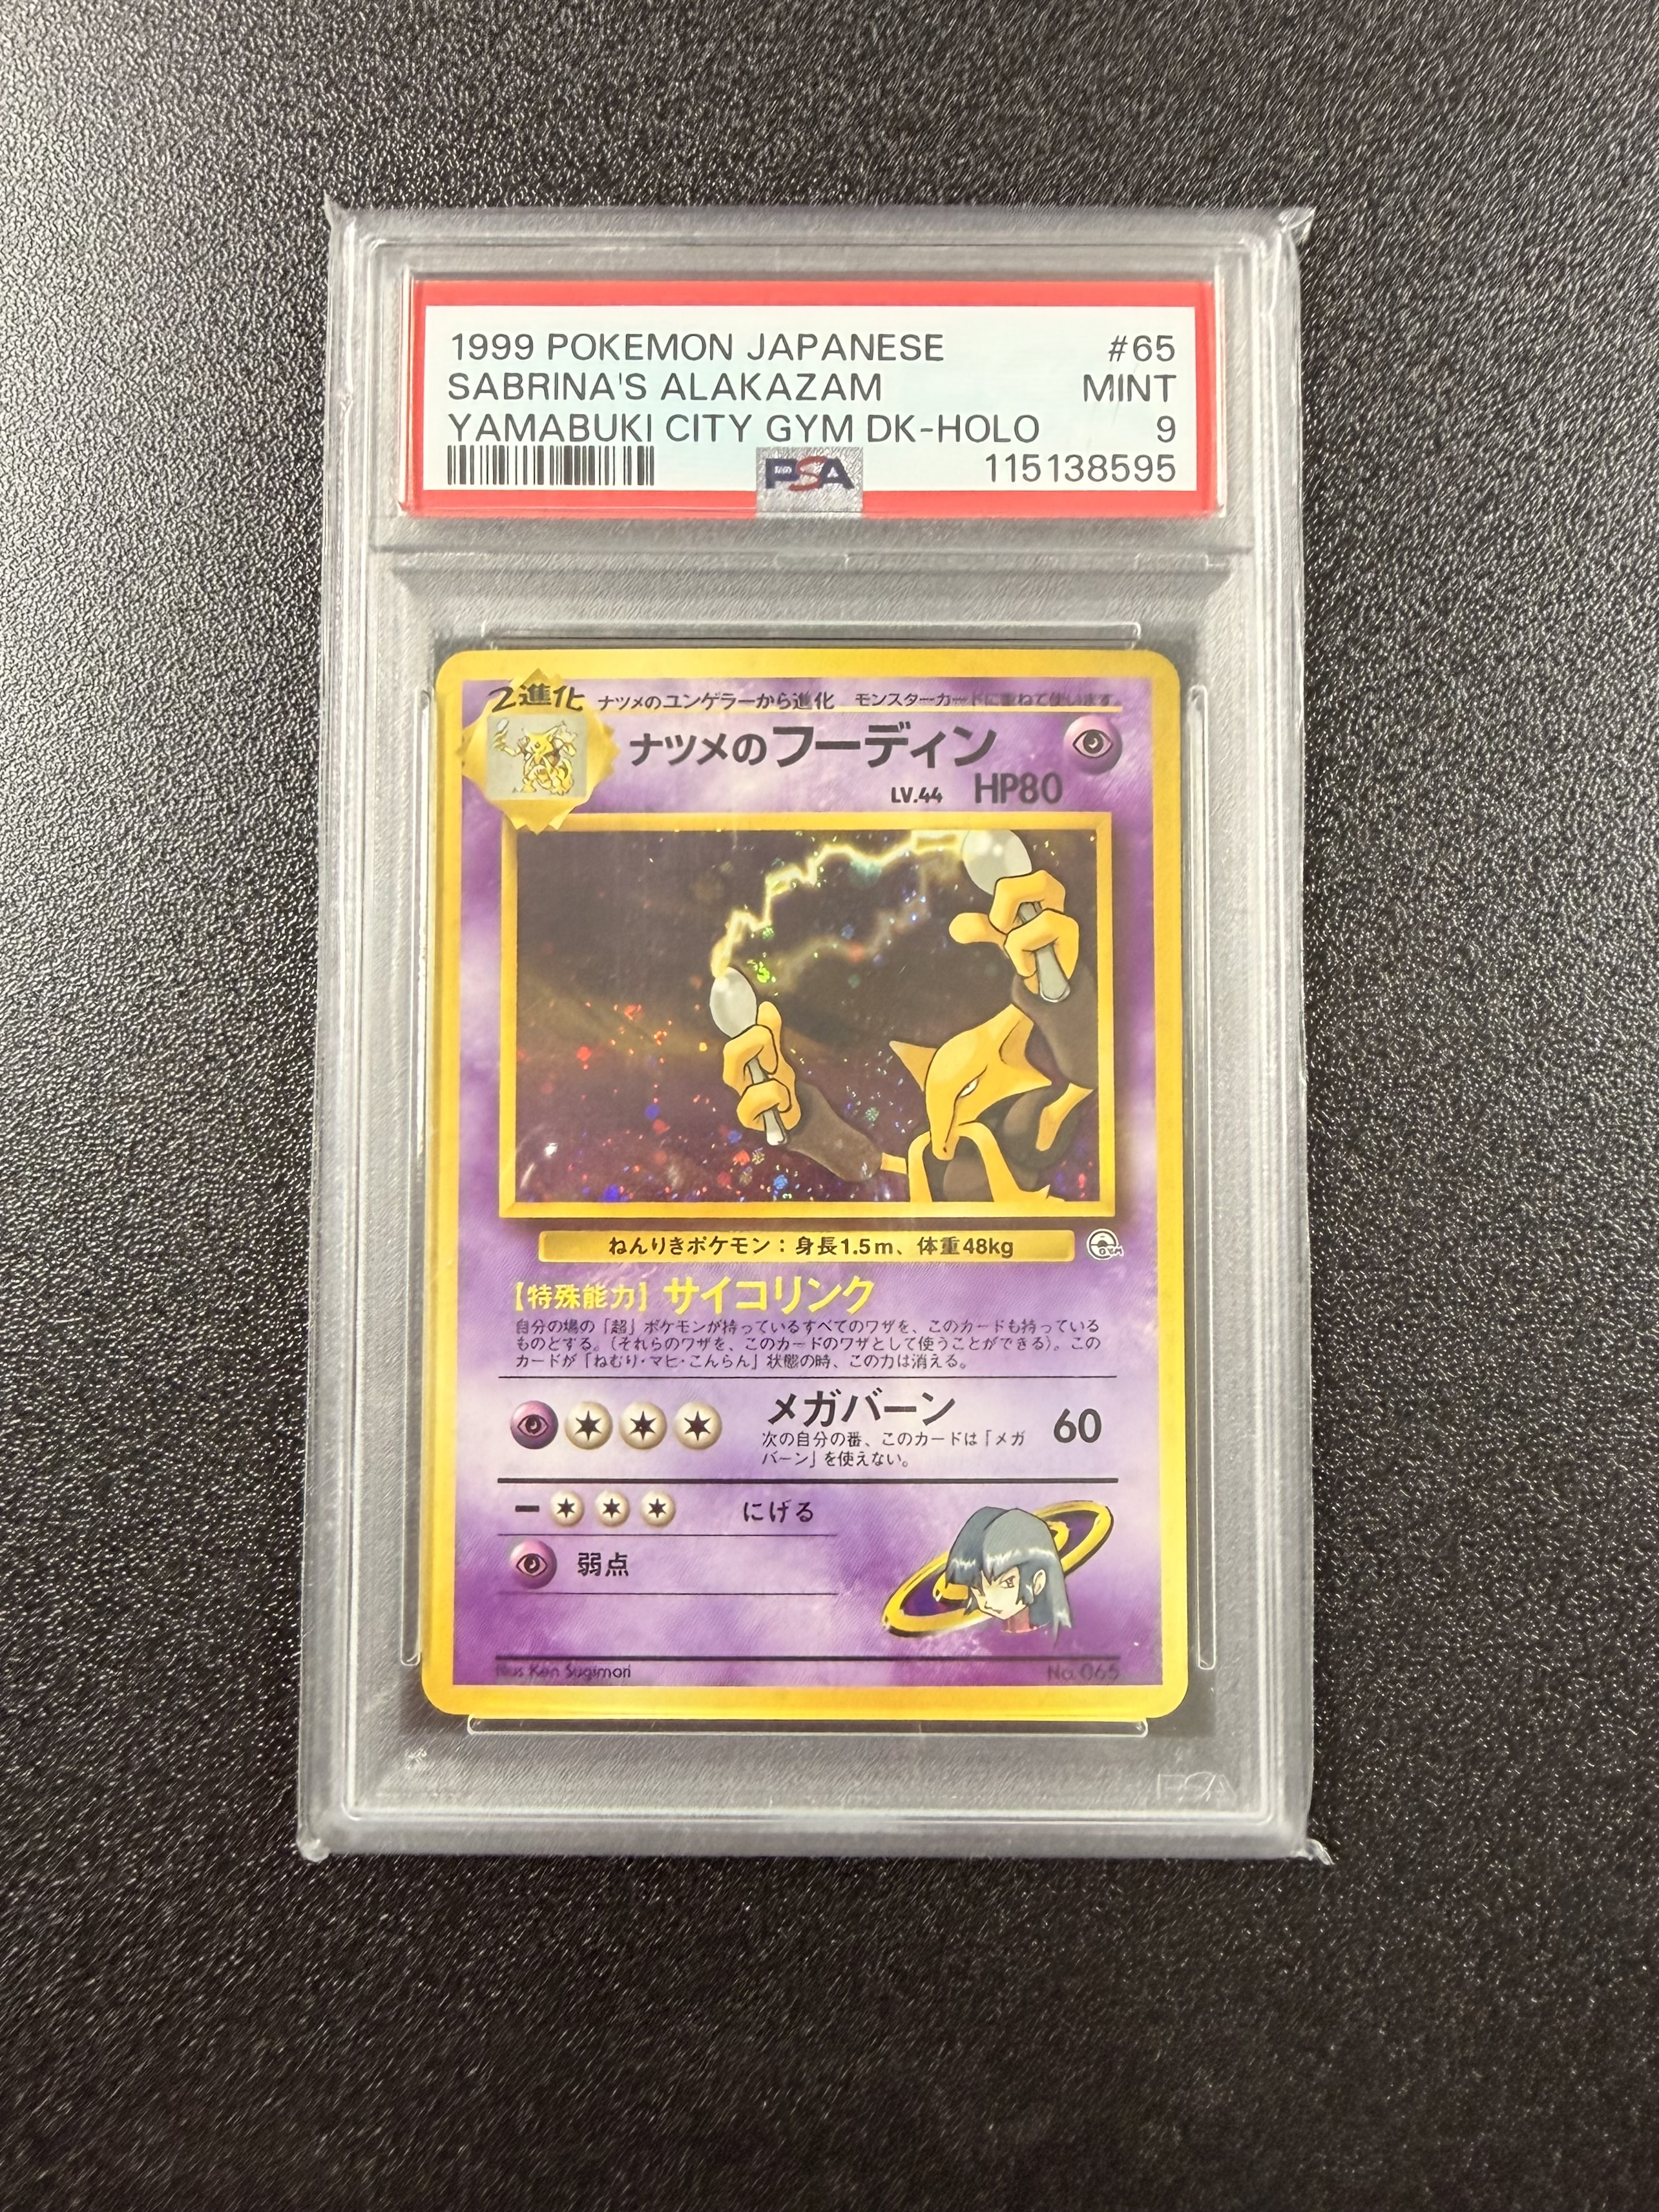 1999 POKEMON JAPANESE #65
SABRINA'S ALAKAZAM MINT
YAMABUKI CITY GYM DK-HOLO 9
PSA 115138595
2進化 ナツメのユンゲラーから進化 モンスターカードに重ねて使います。
ナツメのフーディン
LV.44 HP80
ねんりきポケモン：身長1.5m、体重48kg
GYM
【特殊能力】サイコリンク
自分の場の「超」ポケモンが持っているすべてのワザを、このカードも持っている
ものとする。（それらのワザを、このカードのワザとして使うことができる）。この
カードが「ねむり・マヒ・こんらん」状態の時、この力は消える。
メガバーン 60
次の自分の番、このカードは「メガ
バーン」を使えない。
にげる
弱点
Illus. Ken Sugimori No.065
PSA